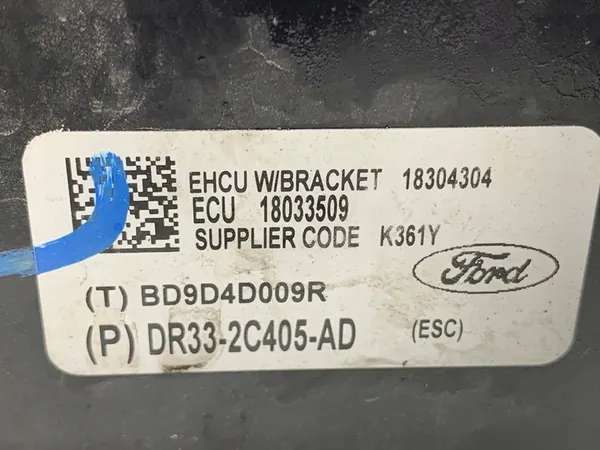 EHCU W/BRACKET 18304304
ECU 18033509
SUPPLIER CODE K361Y
Ford
(T) BD9D4D009R
(P) DR33-2C405-AD (ESC)